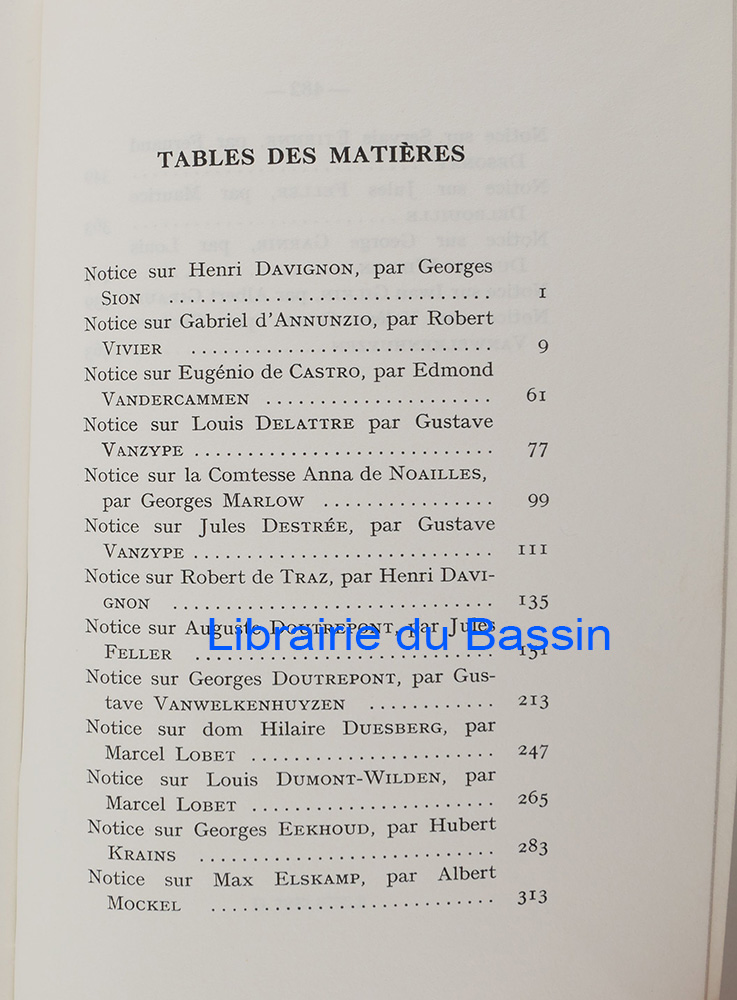 TABLES DES MATIÈRES
Notice sur Henri DAVIGNON, par Georges
SION ............................... 1
Notice sur Gabriel d'ANNUNZIO, par Robert
VIVIER ............................. 9
Notice sur Eugénio de CASTRO, par Edmond
VANDERCAMMEN ..................... 61
Notice sur Louis DELATTRE par Gustave
VANZYPE ............................ 77
Notice sur la Comtesse Anna de NOAILLES,
par Georges MARLOW ................ 99
Notice sur Jules DESTRÉE, par Gustave
VANZYPE ............................ 111
Notice sur Robert de TRAZ, par Henri DAVI-
GNON .............................. 135
Notice sur Auguste DOUTREPONT, par Jules
Librairie du Bassin
FELLER ............................ 151
Notice sur Georges DOUTREPONT, par Gus-
tave VANWELKENHUYZEN ............ 213
Notice sur dom Hilaire DUESBERG, par
Marcel LOBET ....................... 247
Notice sur Louis DUMONT-WILDEN, par
Marcel LOBET ....................... 265
Notice sur Georges EEKHOUD, par Hubert
KRAINS ............................ 283
Notice sur Max ELSKAMP, par Albert
MOCKEL ........................... 313